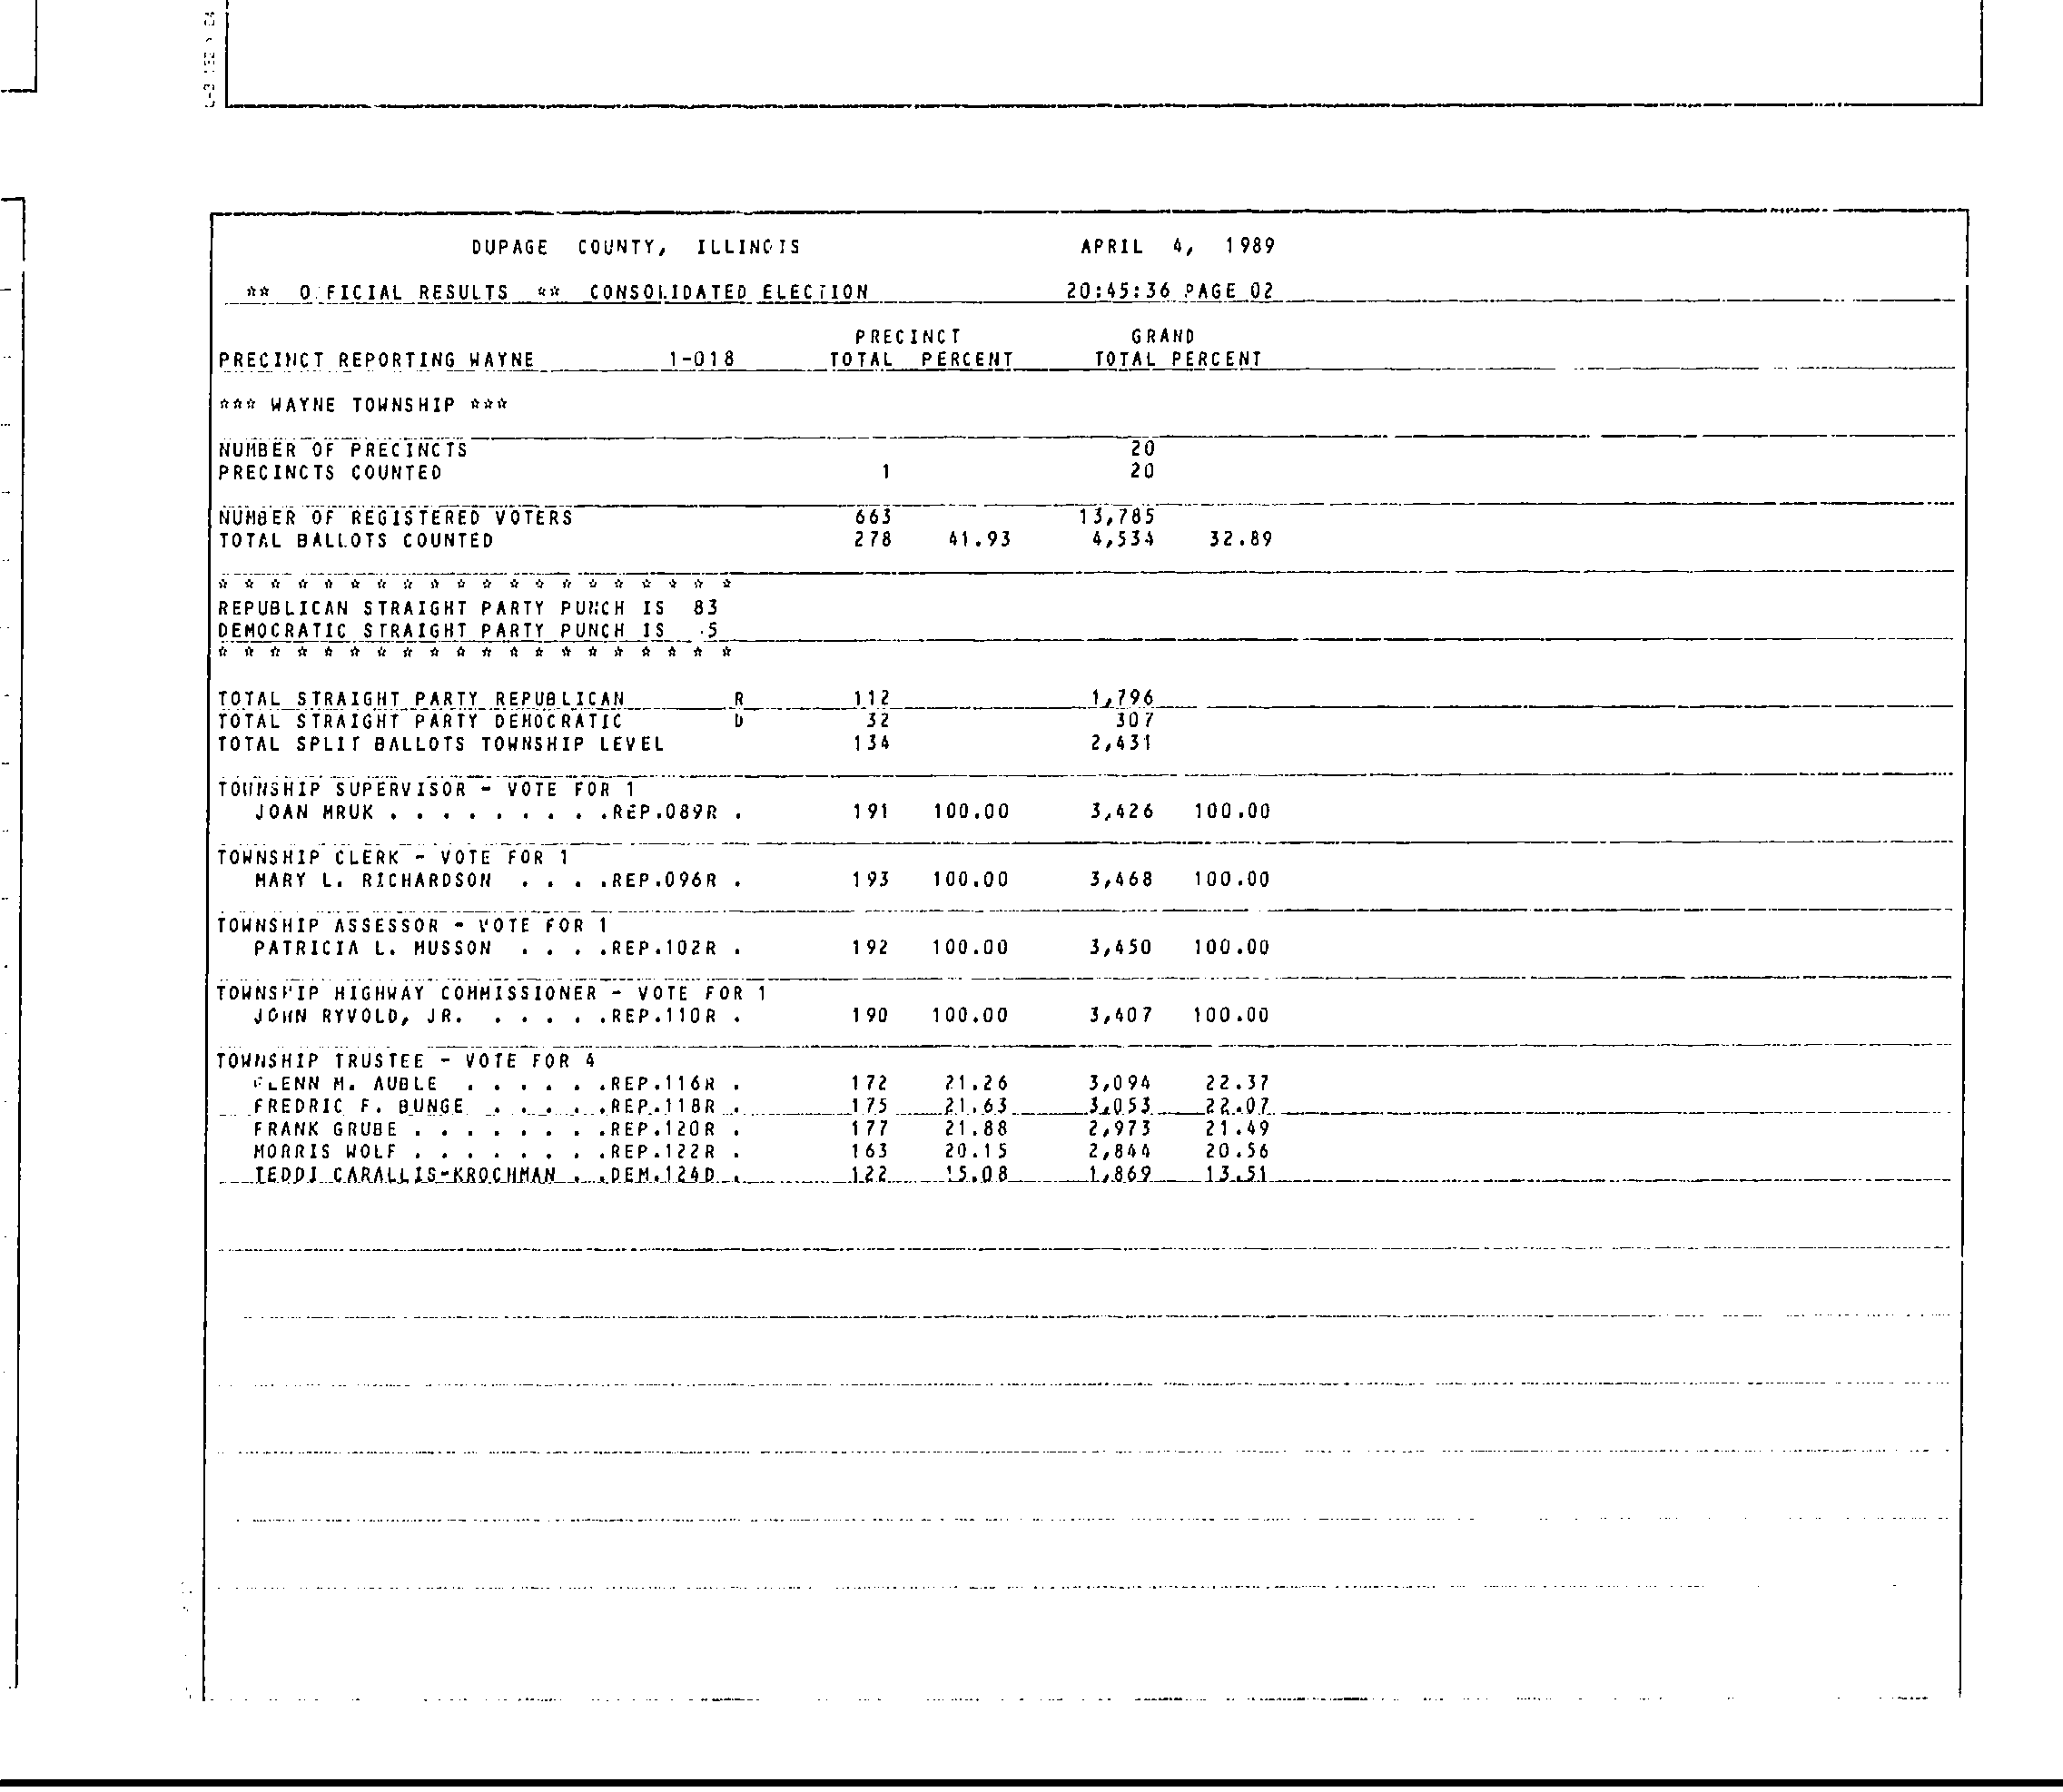 DUPAGE COUNTY, ILLINOIS APRIL 4, 1989
** O FICIAL RESULTS ** CONSOLIDATED ELECTION 20:45:36 PAGE 02
PRECINCT GRAND
PRECINCT REPORTING WAYNE 1-018 TOTAL PERCENT TOTAL PERCENT
*** WAYNE TOWNSHIP ***
NUMBER OF PRECINCTS 20
PRECINCTS COUNTED 1 20
NUMBER OF REGISTERED VOTERS 663 13,785
TOTAL BALLOTS COUNTED 278 41.93 4,534 32.89
* * * * * * * * * * * * * * * * * * * *
REPUBLICAN STRAIGHT PARTY PUNCH IS 83
DEMOCRATIC STRAIGHT PARTY PUNCH IS 5
* * * * * * * * * * * * * * * * * * * *
TOTAL STRAIGHT PARTY REPUBLICAN R 112 1,796
TOTAL STRAIGHT PARTY DEMOCRATIC D 32 307
TOTAL SPLIT BALLOTS TOWNSHIP LEVEL 134 2,431
TOWNSHIP SUPERVISOR - VOTE FOR 1
JOAN MRUK . . . . . . . . .REP.089R . 191 100.00 3,426 100.00
TOWNSHIP CLERK - VOTE FOR 1
MARY L. RICHARDSON . . . .REP.096R . 193 100.00 3,468 100.00
TOWNSHIP ASSESSOR - VOTE FOR 1
PATRICIA L. MUSSON . . . .REP.102R . 192 100.00 3,450 100.00
TOWNSHIP HIGHWAY COMMISSIONER - VOTE FOR 1
JOHN RYVOLD, JR. . . . . .REP.110R . 190 100.00 3,407 100.00
TOWNSHIP TRUSTEE - VOTE FOR 4
GLENN M. AUBLE . . . . . .REP.116R . 172 21.26 3,094 22.37
FREDRIC F. BUNGE . . . . .REP.118R . 175 21.63 3,053 22.07
FRANK GRUBE . . . . . . . .REP.120R . 177 21.88 2,973 21.49
MORRIS WOLF . . . . . . . .REP.122R . 163 20.15 2,844 20.56
TEDDI CARALLIS-KROCHMAN . .DEM.124D . 122 15.08 1,869 13.51